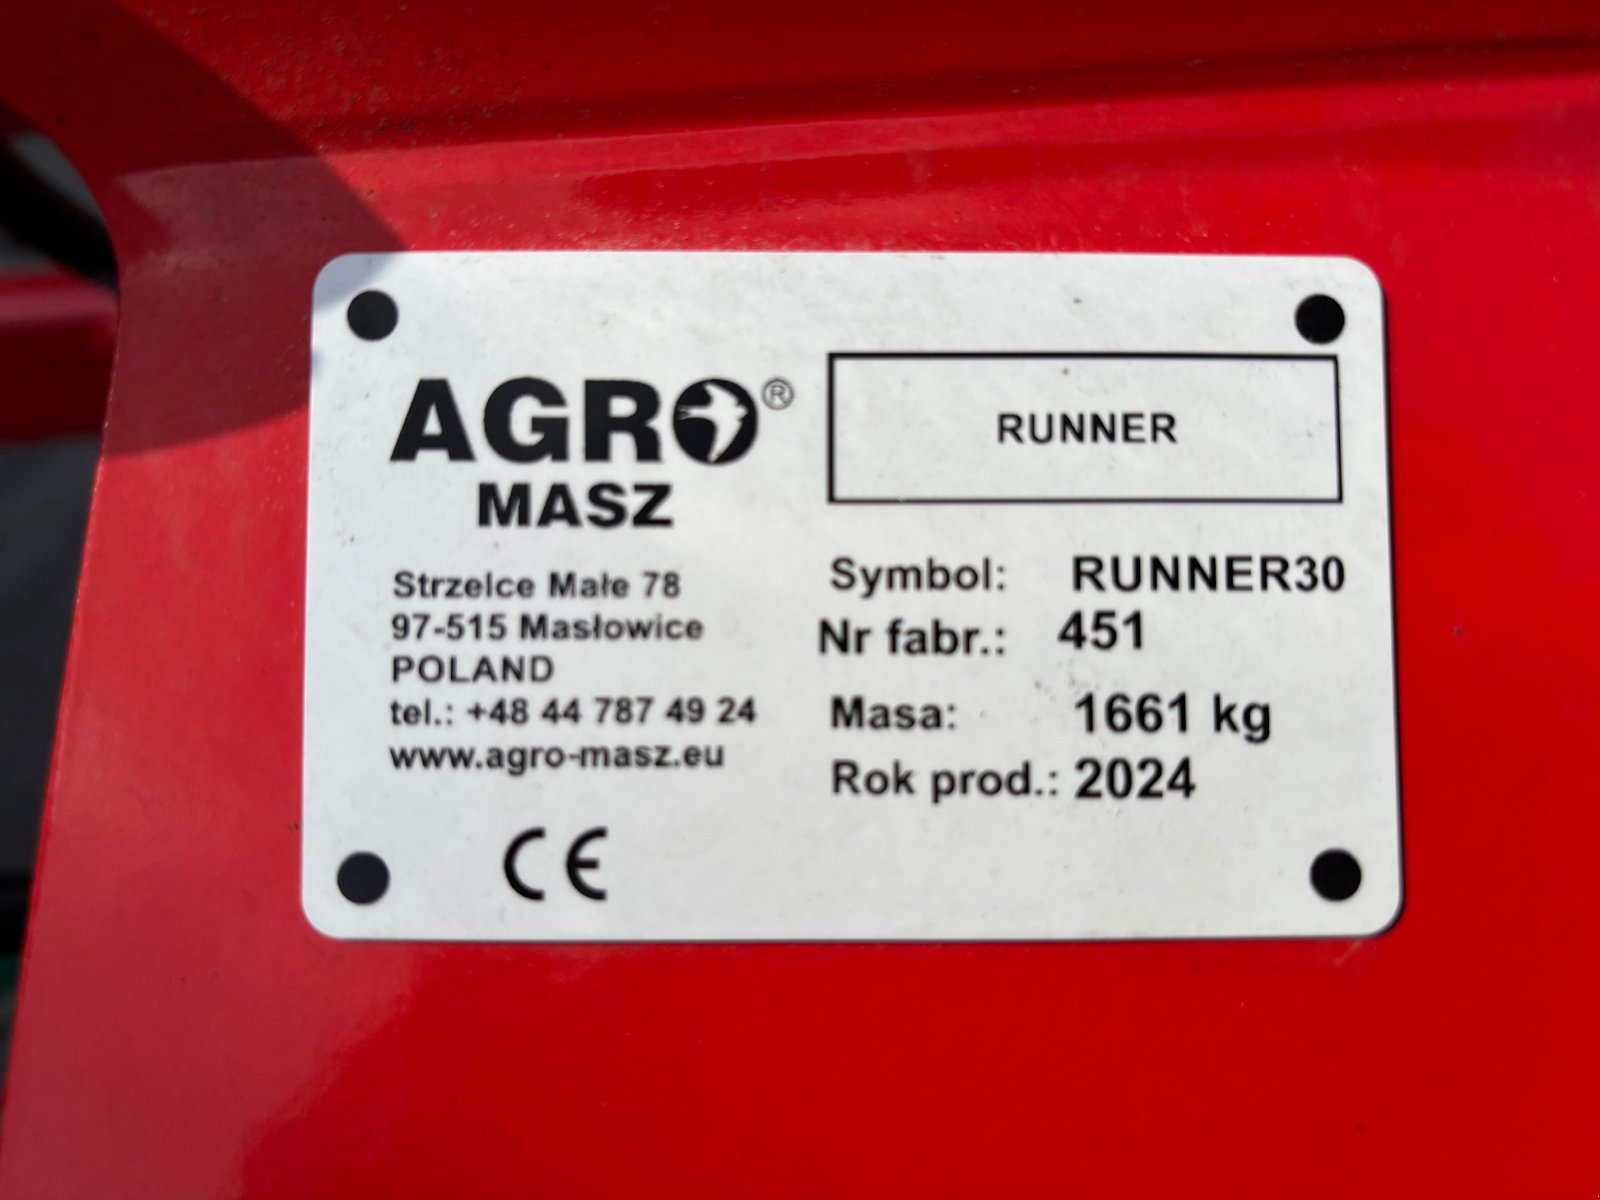 AGRO®
MASZ
Strzelce Małe 78
97-515 Masłowice
POLAND
tel.: +48 44 787 49 24
www.agro-masz.eu
CE
RUNNER
Symbol: RUNNER30
Nr fabr.: 451
Masa: 1661 kg
Rok prod.: 2024